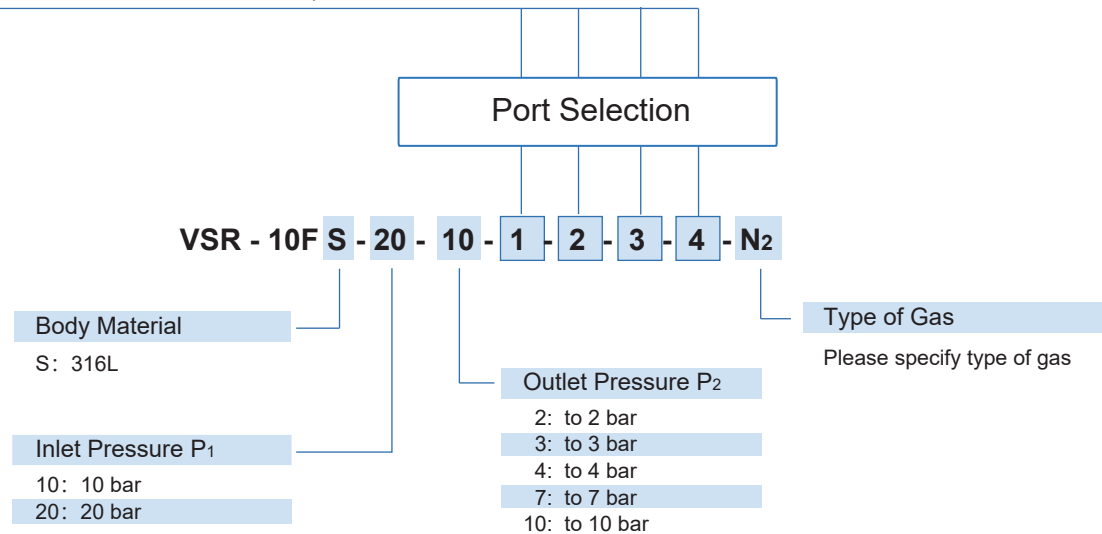 Port Selection
VSR - 10F S - 20 - 10 - 1 - 2 - 3 - 4 - N2
Body Material
S: 316L
Inlet Pressure P1
10: 10 bar
20: 20 bar
Outlet Pressure P2
2: to 2 bar
3: to 3 bar
4: to 4 bar
7: to 7 bar
10: to 10 bar
Type of Gas
Please specify type of gas